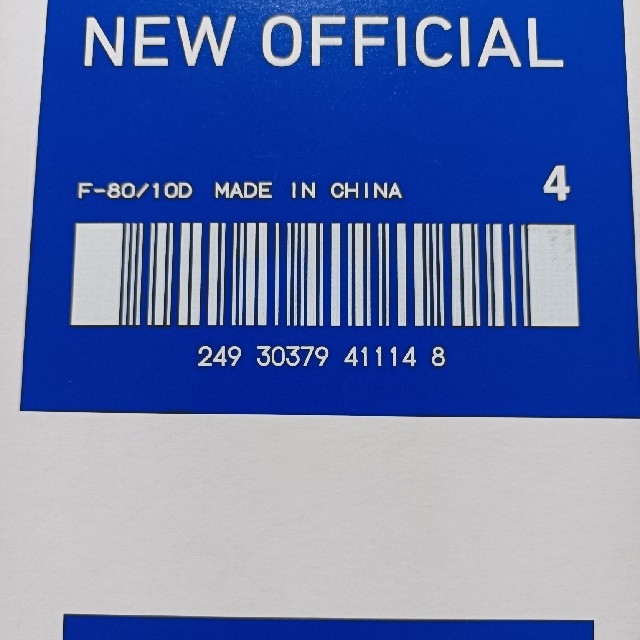 NEW OFFICIAL
F-80/10D MADE IN CHINA 4
249 30379 41114 8